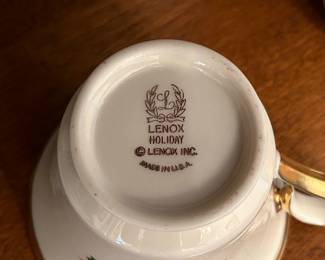 L
LENOX
HOLIDAY
© LENOX INC.
MADE IN U.S.A.